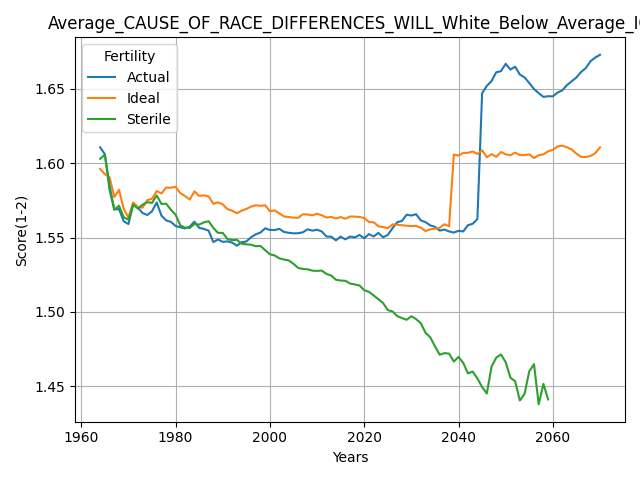 Average_CAUSE_OF_RACE_DIFFERENCES_WILL_White_Below_Average_I
Fertility
Actual
Ideal
Sterile
Score(1-2)
1.65
1.60
1.55
1.50
1.45
1960
1980
2000
2020
2040
2060
Years